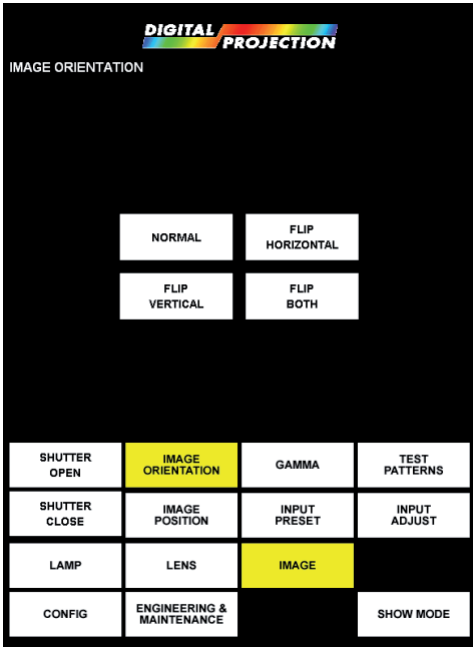 DIGITAL
PROJECTION
IMAGE ORIENTATION
NORMAL
FLIP
HORIZONTAL
FLIP
VERTICAL
FLIP
BOTH
SHUTTER
OPEN
IMAGE
ORIENTATION
GAMMA
TEST
PATTERNS
SHUTTER
CLOSE
IMAGE
POSITION
INPUT
PRESET
INPUT
ADJUST
LAMP
LENS
IMAGE
CONFIG
ENGINEERING &
MAINTENANCE
SHOW MODE